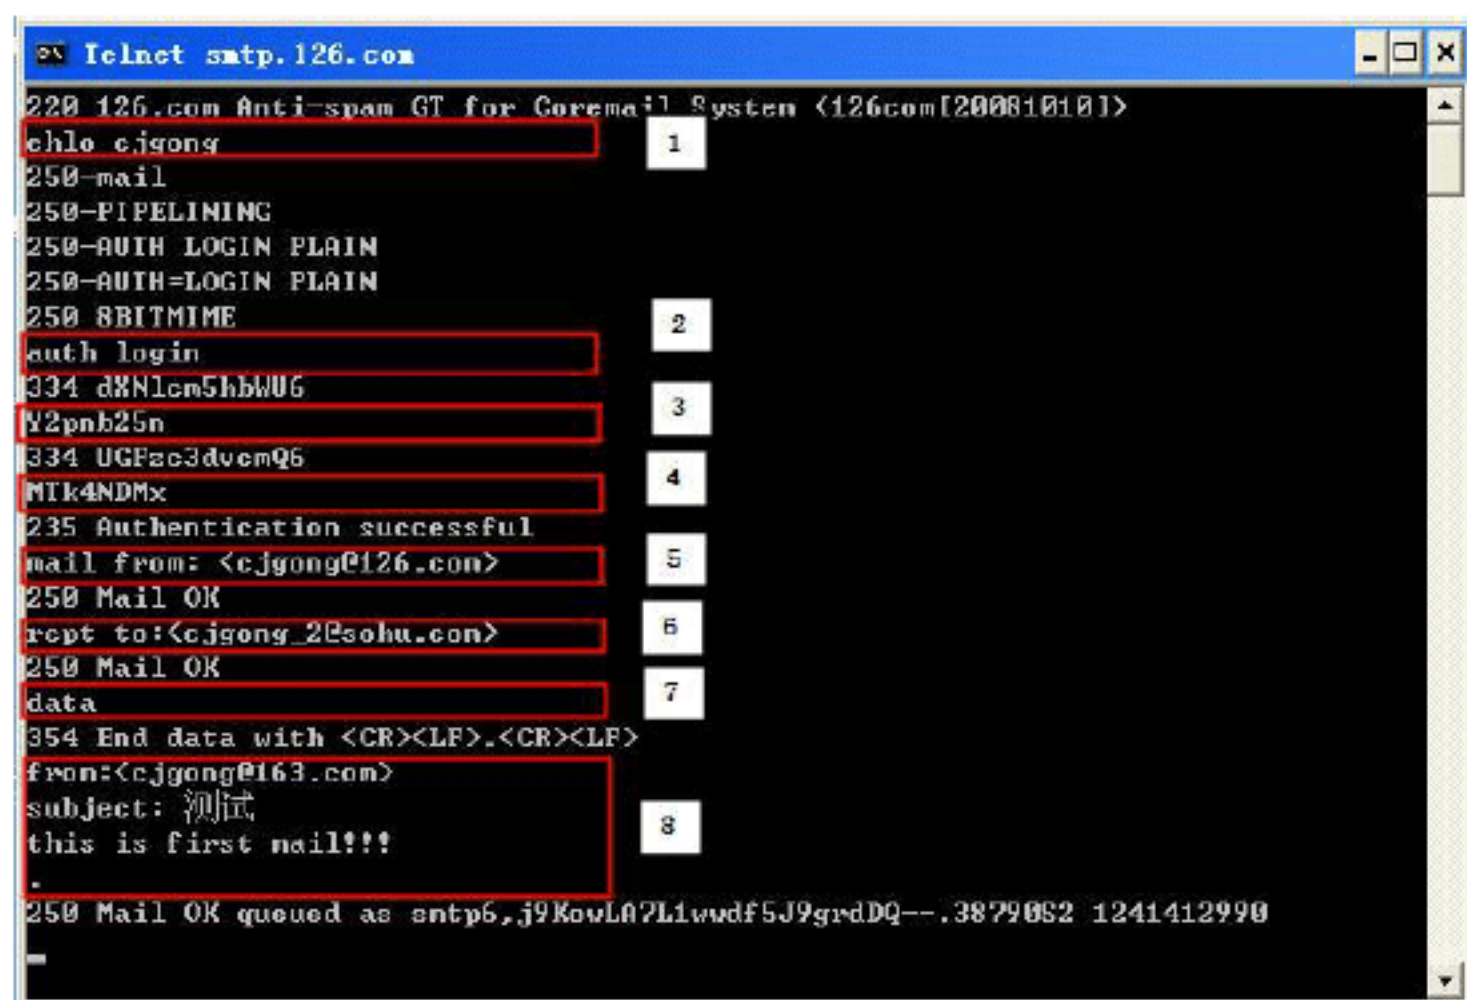 Telnet smtp.126.com
220 126.com Anti-spam GT for Coremail System <126com[20081010]>
ehlo cjgong
1
250-mail
250-PIPELINING
250-AUTH LOGIN PLAIN
250-AUTH=LOGIN PLAIN
250 8BITMIME
2
auth login
334 dXNlcm5hbWU6
3
Y2pnb25n
334 UGFzc3dvcmQ6
4
MTk4NDMx
235 Authentication successful
mail from: <cjgong@126.com>
5
250 Mail OK
rcpt to:<cjgong_2@sohu.com>
6
250 Mail OK
7
data
354 End data with <CR><LF>.<CR><LF>
from:<cjgong@163.com>
subject: 测试
8
this is first mail!!!
.
250 Mail OK queued as smtp6,j9KowLA7L1wwdf5J9grdDQ--.38790S2 1241412990